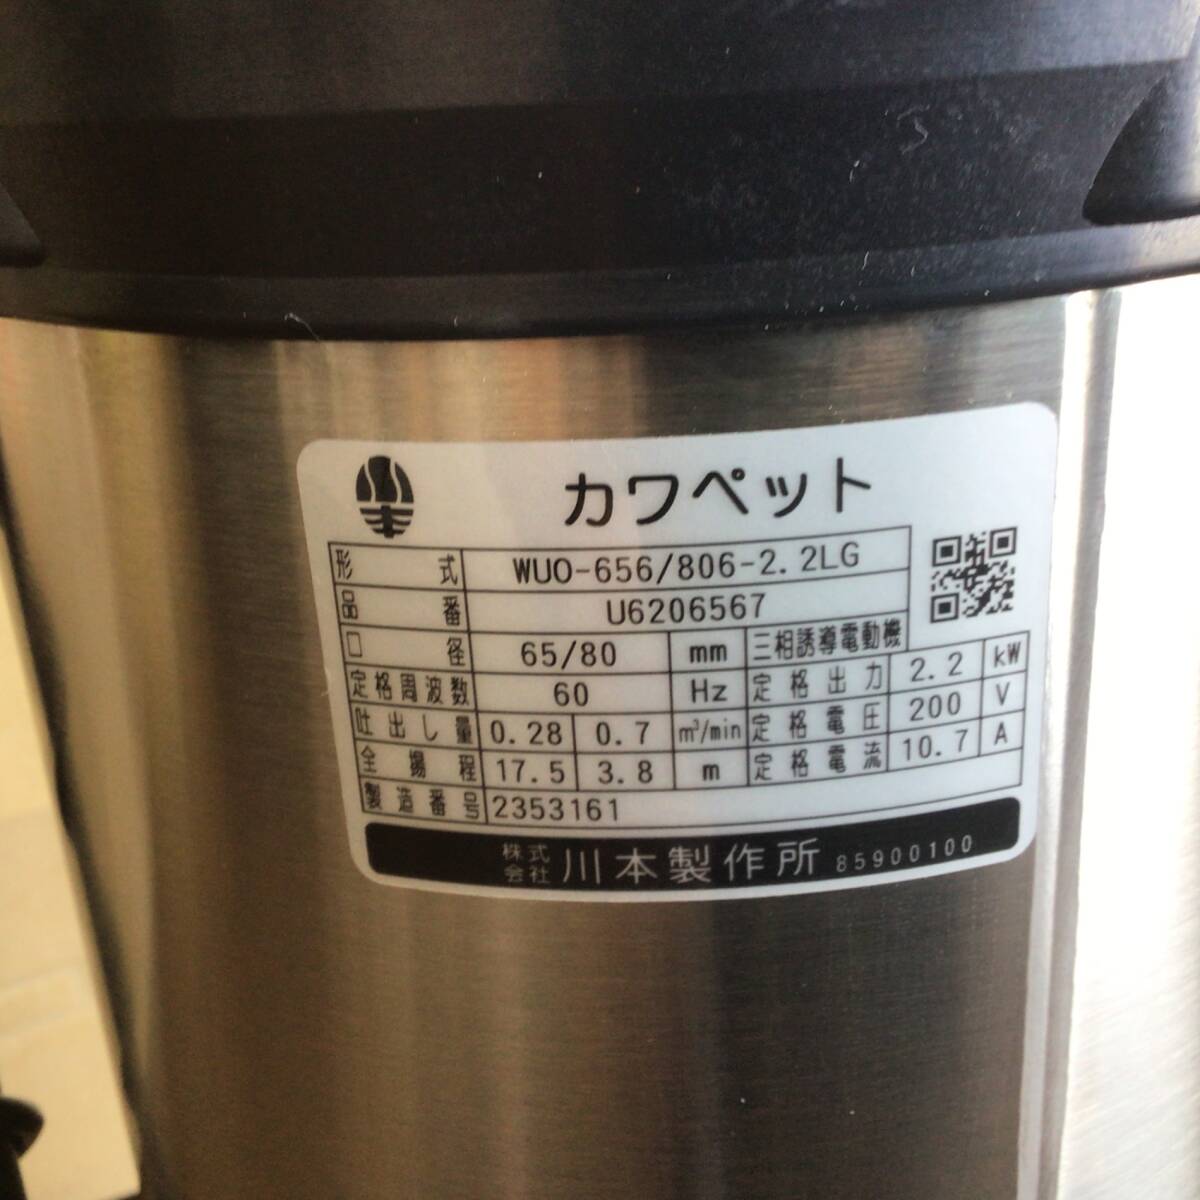 カワペット
形式 WUO-656/806-2.2LG
品番 U6206567
口径 65/80 mm 三相誘導電動機
定格周波数 60 Hz 定格出力 2.2 kW
吐出し量 0.28 0.7 m³/min 定格電圧 200 V
全揚程 17.5 3.8 m 定格電流 10.7 A
製造番号 2353161
株式会社 川本製作所 85900100